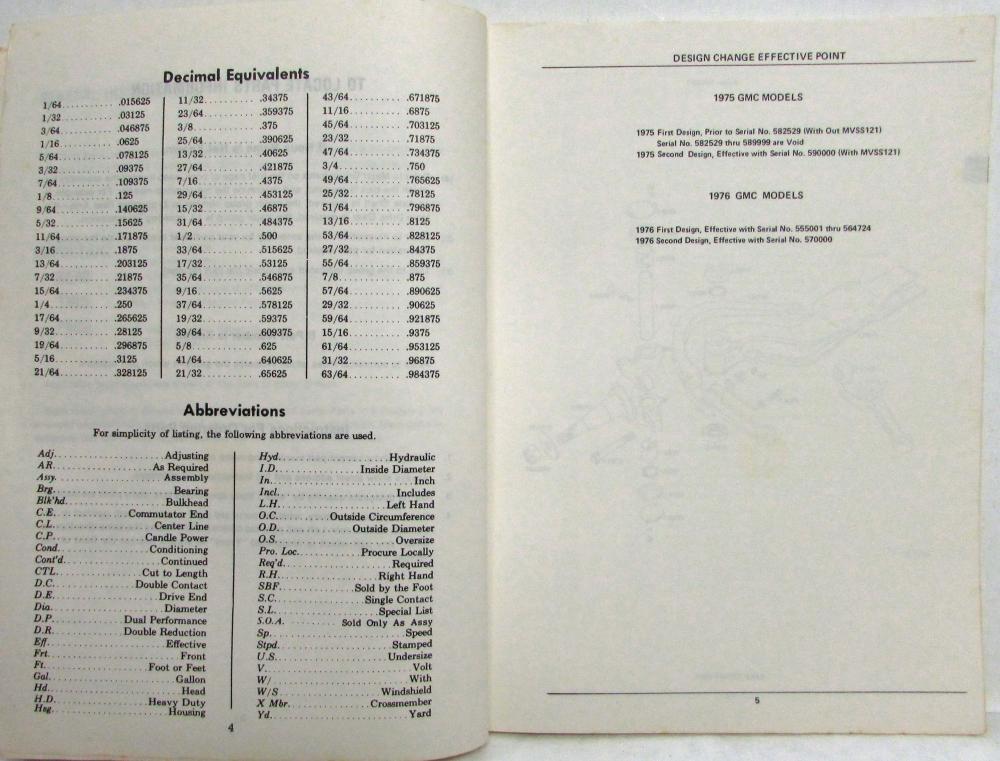 Decimal Equivalents
1/64 .015625
1/32 .03125
3/64 .046875
1/16 .0625
5/64 .078125
3/32 .09375
7/64 .109375
1/8 .125
9/64 .140625
5/32 .15625
11/64 .171875
3/16 .1875
13/64 .203125
7/32 .21875
15/64 .234375
1/4 .250
17/64 .265625
9/32 .28125
19/64 .296875
5/16 .3125
21/64 .328125
11/32 .34375
23/64 .359375
3/8 .375
25/64 .390625
13/32 .40625
27/64 .421875
7/16 .4375
29/64 .453125
15/32 .46875
31/64 .484375
1/2 .500
33/64 .515625
17/32 .53125
35/64 .546875
9/16 .5625
37/64 .578125
19/32 .59375
39/64 .609375
5/8 .625
41/64 .640625
21/32 .65625
43/64 .671875
11/16 .6875
45/64 .703125
23/32 .71875
47/64 .734375
3/4 .750
49/64 .765625
25/32 .78125
51/64 .796875
13/16 .8125
53/64 .828125
27/32 .84375
55/64 .859375
7/8 .875
57/64 .890625
29/32 .90625
59/64 .921875
15/16 .9375
61/64 .953125
31/32 .96875
63/64 .984375
Abbreviations
For simplicity of listing, the following abbreviations are used.
Adj. Adjusting
AR. As Required
Assy. Assembly
Brg. Bearing
Blk'hd. Bulkhead
C.E. Commutator End
C.L. Center Line
C.P. Candle Power
Cond. Conditioning
Cont'd. Continued
CTL. Cut to Length
D.C. Double Contact
D.E. Drive End
Dia. Diameter
D.P. Dual Performance
D.R. Double Reduction
Eff. Effective
Frt. Front
Ft. Foot or Feet
Gal. Gallon
Hd. Head
H.D. Heavy Duty
Hsg. Housing
Hyd. Hydraulic
I.D. Inside Diameter
In. Inch
Incl. Includes
L.H. Left Hand
O.C. Outside Circumference
O.D. Outside Diameter
O.S. Oversize
Pro. Loc. Procure Locally
Req'd. Required
R.H. Right Hand
SBF. Sold by the Foot
S.C. Single Contact
S.L. Special List
S.O.A. Sold Only As Assy
Sp. Speed
Stpd. Stamped
U.S. Undersize
V. Volt
W/ With
W/S Windshield
X Mbr. Crossmember
Yd. Yard
4
DESIGN CHANGE EFFECTIVE POINT
1975 GMC MODELS
1975 First Design, Prior to Serial No. 582529 (With Out MVSS121)
Serial No. 582529 thru 589999 are Void
1975 Second Design, Effective with Serial No. 590000 (With MVSS121)
1976 GMC MODELS
1976 First Design, Effective with Serial No. 555001 thru 564724
1976 Second Design, Effective with Serial No. 570000
5